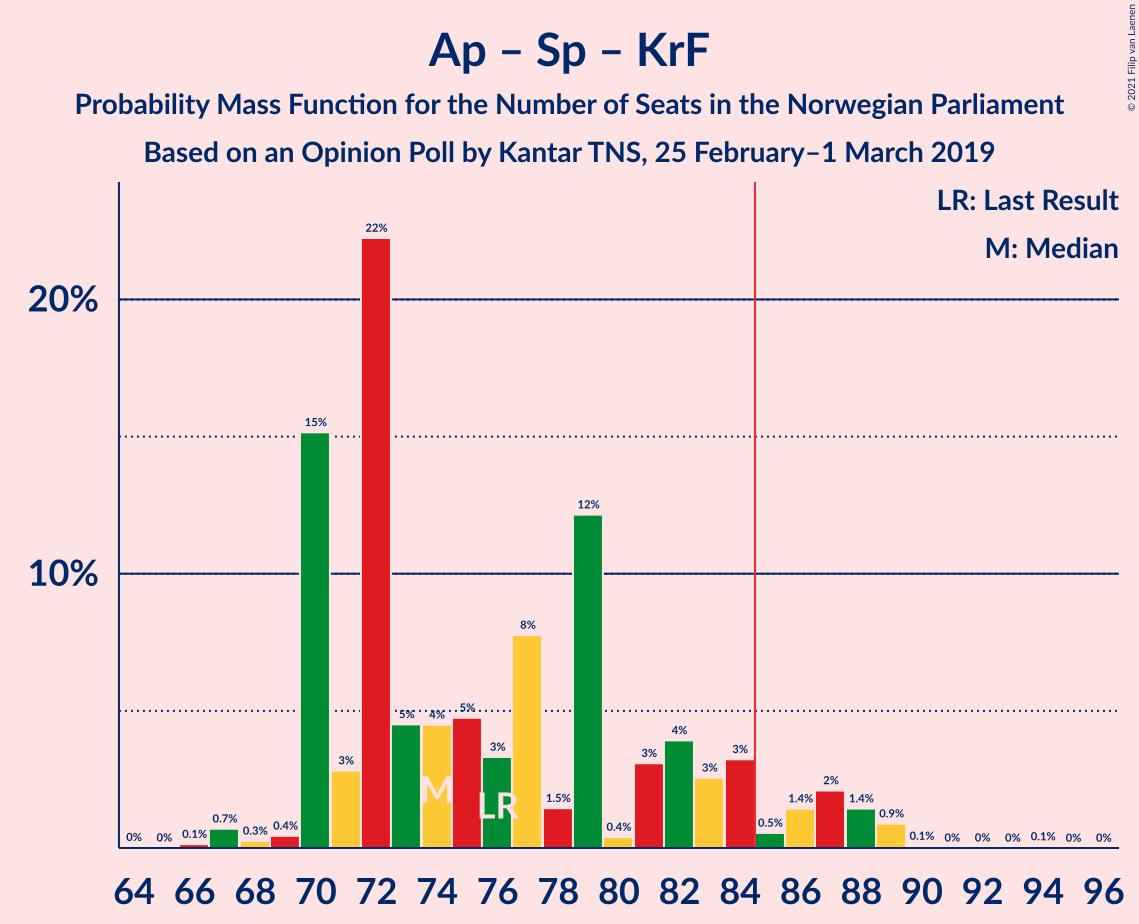 Ap – Sp – KrF
Probability Mass Function for the Number of Seats in the Norwegian Parliament
Based on an Opinion Poll by Kantar TNS, 25 February–1 March 2019
© 2021 Filip van Laenen
LR: Last Result
M: Median
20%
10%
0% 0% 0.1% 0.7% 0.3% 0.4% 15% 3% 22% 5% 4% 5% 3% 8% 1.5% 12% 0.4% 3% 4% 3% 3% 0.5% 1.4% 2% 1.4% 0.9% 0.1% 0% 0% 0% 0.1% 0% 0%
M
LR
64 66 68 70 72 74 76 78 80 82 84 86 88 90 92 94 96